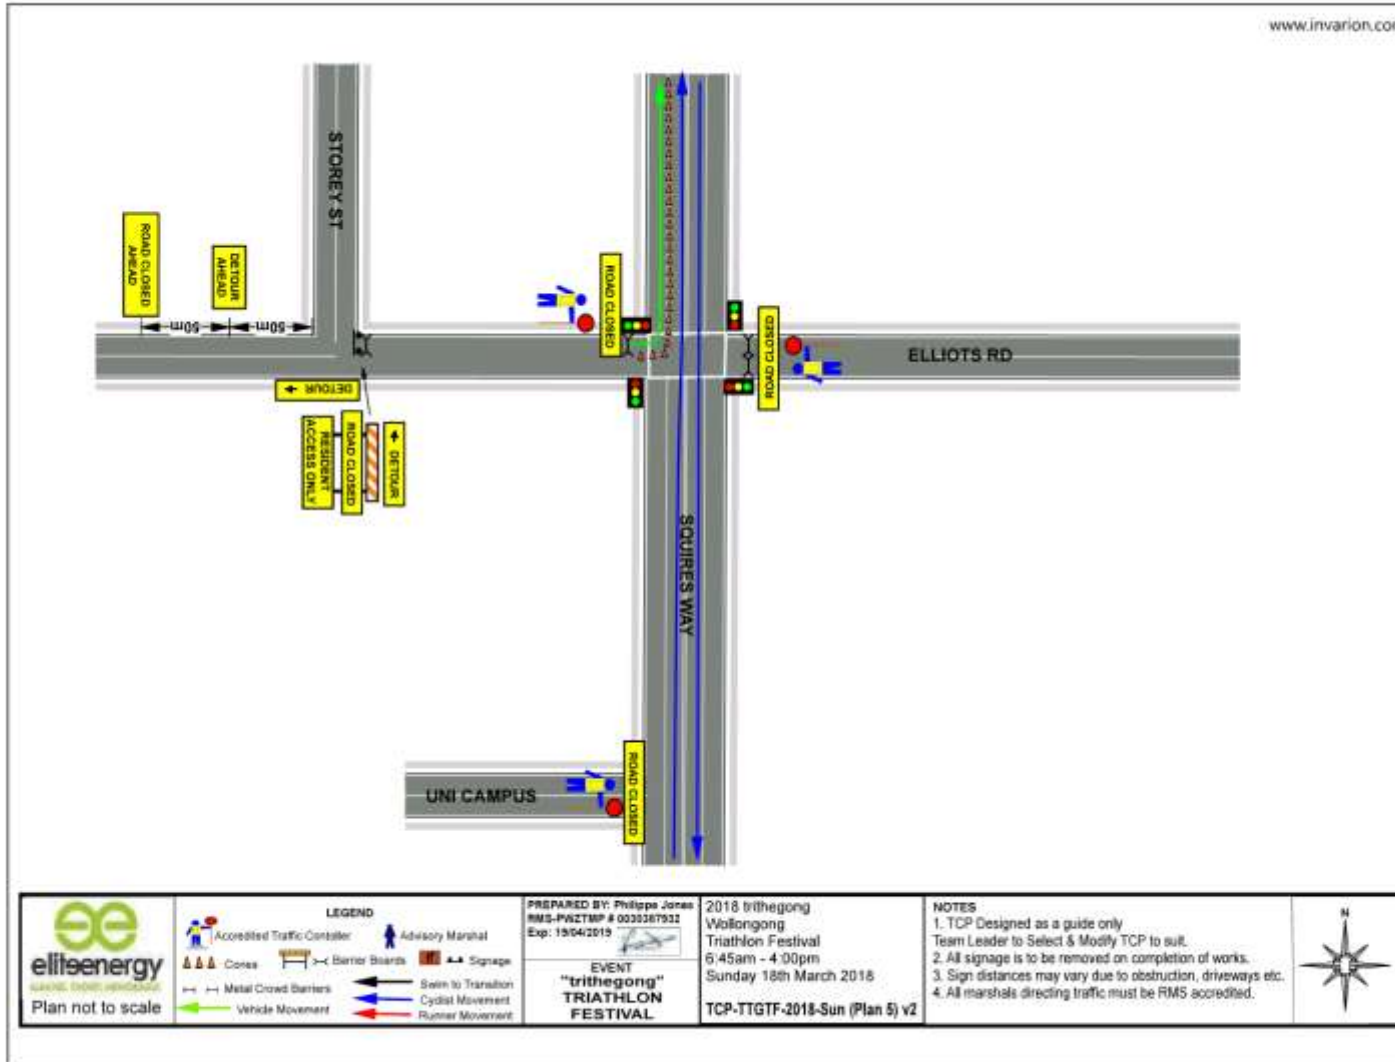 www.invarion.co
STOREY ST
ROAD CLOSED
AHEAD
DETOUR
AHEAD
50m
50m
ROAD CLOSED
ROAD CLOSED
ELLIOTS RD
DETOUR
DETOUR
ROAD CLOSED
RESIDENT
ACCESS ONLY
SQUIRES WAY
UNI CAMPUS
ROAD CLOSED
ee
eliteenergy
Plan not to scale
LEGEND
Accredited Traffic Contoller
Advisory Marshal
Cones
Barrier Boards
Signage
Metal Crowd Barriers
Swim to Transition
Cyclist Movement
Vehicle Movement
Runner Movement
PREPARED BY: Philippe Jones
RMS-PWZTMP # 0030367932
Exp: 19/04/2019
EVENT
"trithegong"
TRIATHLON
FESTIVAL
2018 trithegong
Wollongong
Triathlon Festival
6:45am - 4:00pm
Sunday 18th March 2018
TCP-TTGTF-2018-Sun (Plan 5) v2
NOTES
1. TCP Designed as a guide only
Team Leader to Select & Modify TCP to suit.
2. All signage is to be removed on completion of works.
3. Sign distances may vary due to obstruction, driveways etc.
4. All marshals directing traffic must be RMS accredited.
N